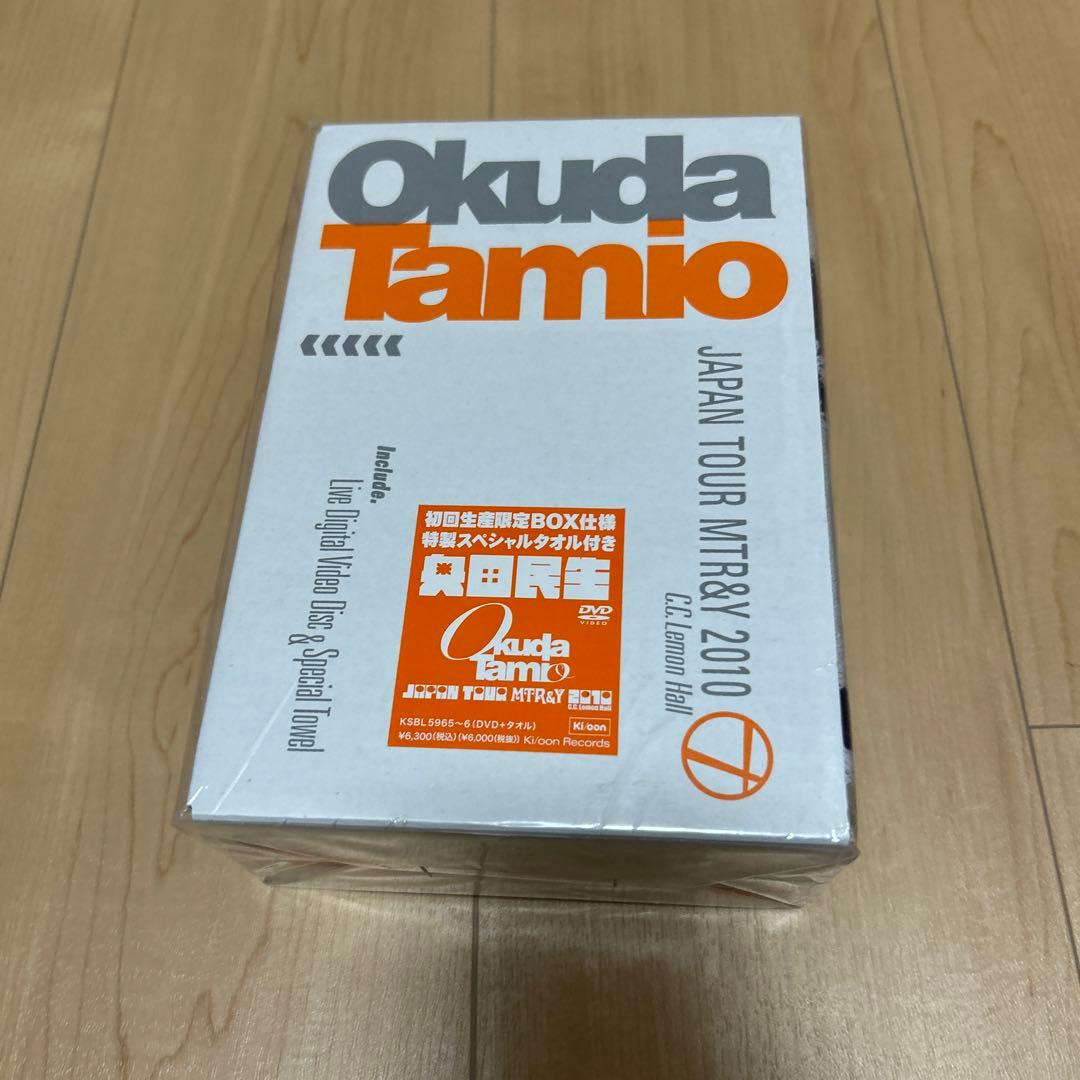 Okuda
Tamio
JAPAN TOUR MTR&Y 2010
C.C. Lemon Hall
Include.
Live Digital Video Disc & Special Towel
初回生産限定BOX仕様
特製スペシャルタオル付き
奥田民生
DVD
VIDEO
Okuda
Tamio
JAPAN TOUR MTR&Y 2010
C.C. Lemon Hall
KSBL 5965〜6 (DVD+タオル)
¥6,300(税込)(¥6,000(税抜)) Ki/oon Records
Ki/oon